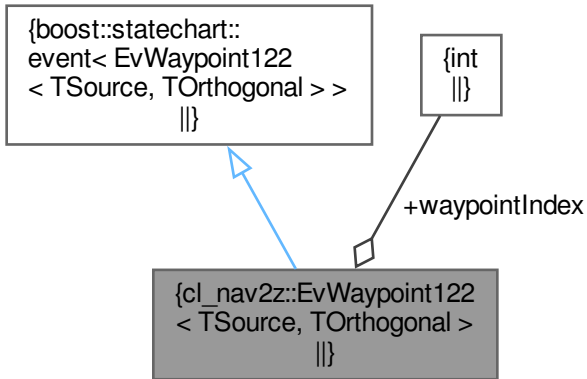 {boost::statechart::
event< EvWaypoint122
< TSource, TOrthogonal > >
||}
{int
||}
+waypointIndex
{cl_nav2z::EvWaypoint122
< TSource, TOrthogonal >
||}